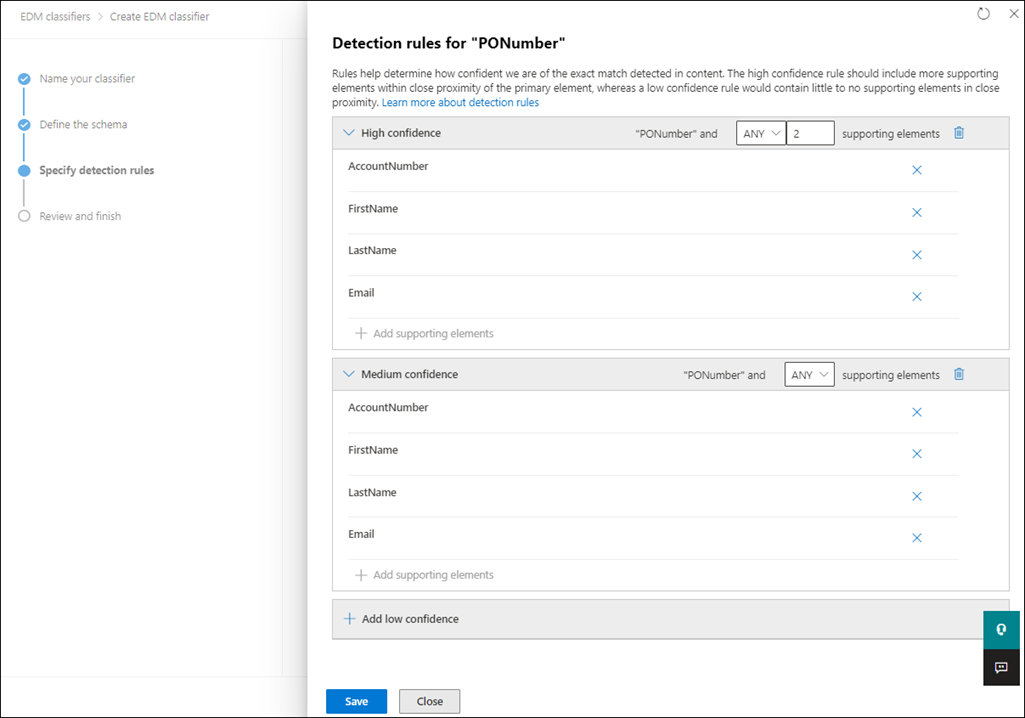 EDM classifiers > Create EDM classifier
Name your classifier
Define the schema
Specify detection rules
Review and finish
Detection rules for "PONumber"
Rules help determine how confident we are of the exact match detected in content. The high confidence rule should include more supporting
elements within close proximity of the primary element, whereas a low confidence rule would contain little to no supporting elements in close
proximity. Learn more about detection rules
High confidence "PONumber" and ANY 2 supporting elements
AccountNumber
FirstName
LastName
Email
Add supporting elements
Medium confidence "PONumber" and ANY supporting elements
AccountNumber
FirstName
LastName
Email
Add supporting elements
Add low confidence
Save Close